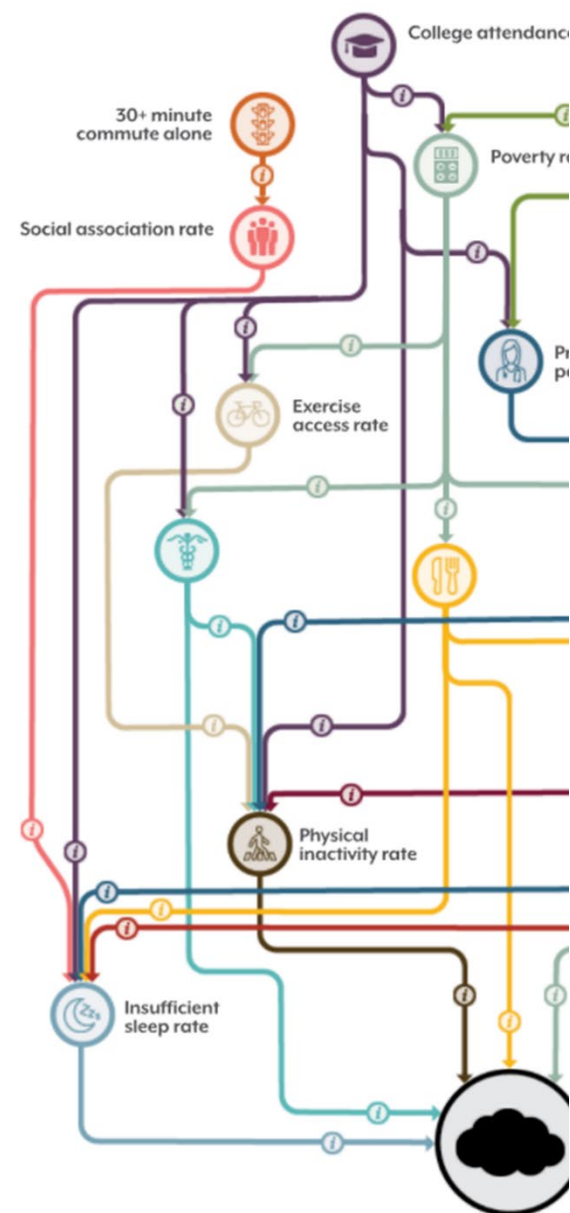 College attendance
30+ minute
commute alone
Poverty
Social association rate
Exercise
access rate
Physical
inactivity rate
Insufficient
sleep rate